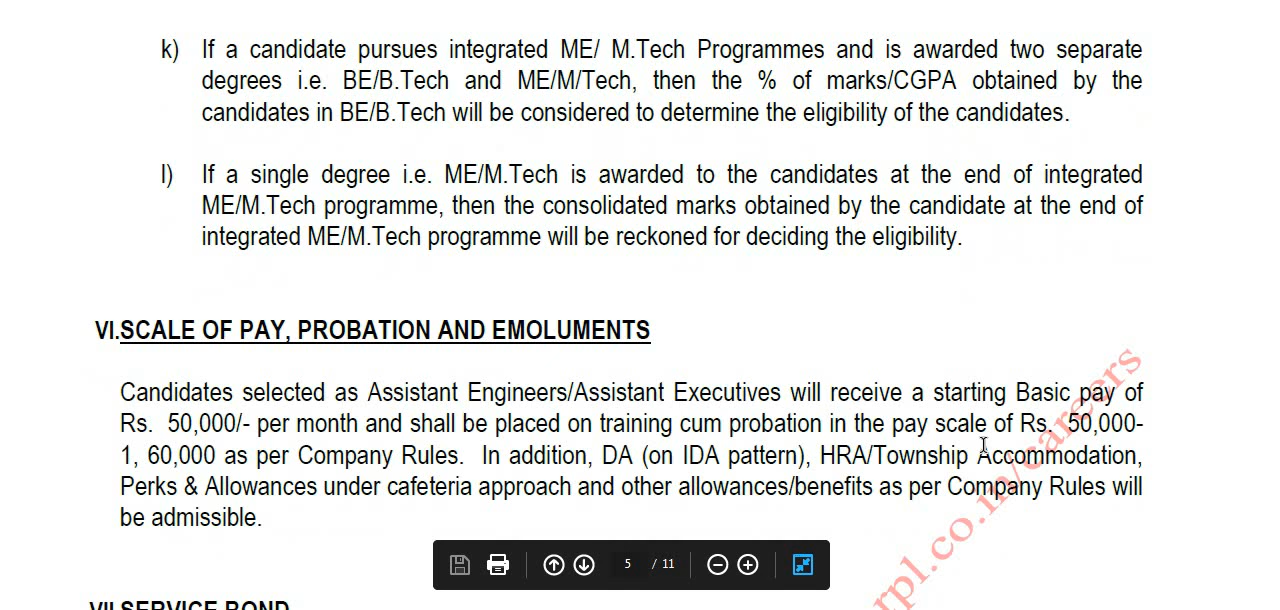 k) If a candidate pursues integrated ME/ M.Tech Programmes and is awarded two separate
degrees i.e. BE/B.Tech and ME/M/Tech, then the % of marks/CGPA obtained by the
candidates in BE/B.Tech will be considered to determine the eligibility of the candidates.
l) If a single degree i.e. ME/M.Tech is awarded to the candidates at the end of integrated
ME/M.Tech programme, then the consolidated marks obtained by the candidate at the end of
integrated ME/M.Tech programme will be reckoned for deciding the eligibility.
VI.SCALE OF PAY, PROBATION AND EMOLUMENTS
Candidates selected as Assistant Engineers/Assistant Executives will receive a starting Basic pay of
Rs. 50,000/- per month and shall be placed on training cum probation in the pay scale of Rs. 50,000-
1, 60,000 as per Company Rules. In addition, DA (on IDA pattern), HRA/Township Accommodation,
Perks & Allowances under cafeteria approach and other allowances/benefits as per Company Rules will
be admissible.
rpl.co.in/careers
5 / 11
VII.SERVICE BOND